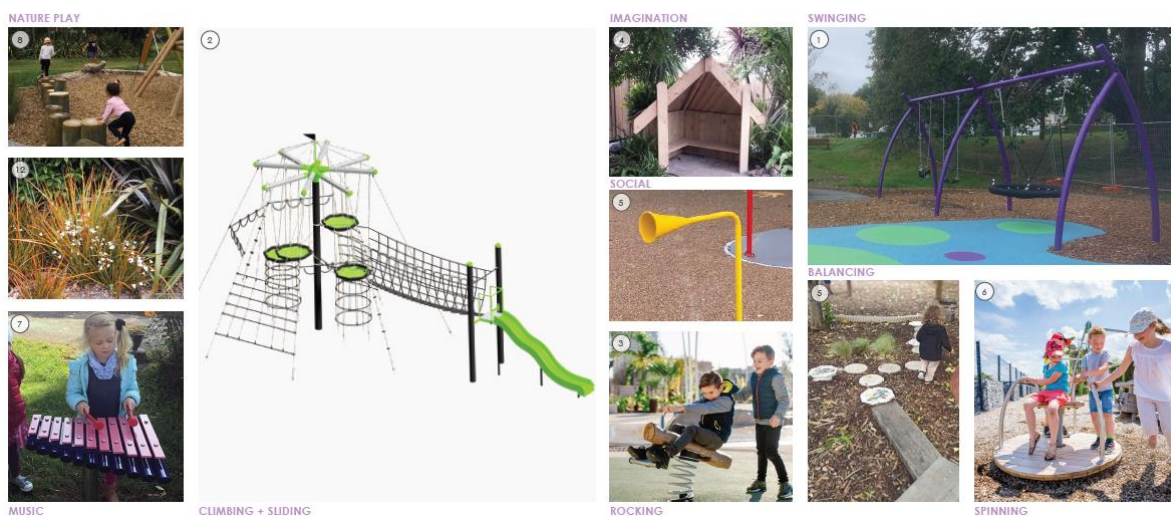 NATURE PLAY
IMAGINATION
SWINGING
8
2
4
1
12
SOCIAL
5
BALANCING
5
6
7
3
MUSIC
CLIMBING + SLIDING
ROCKING
SPINNING